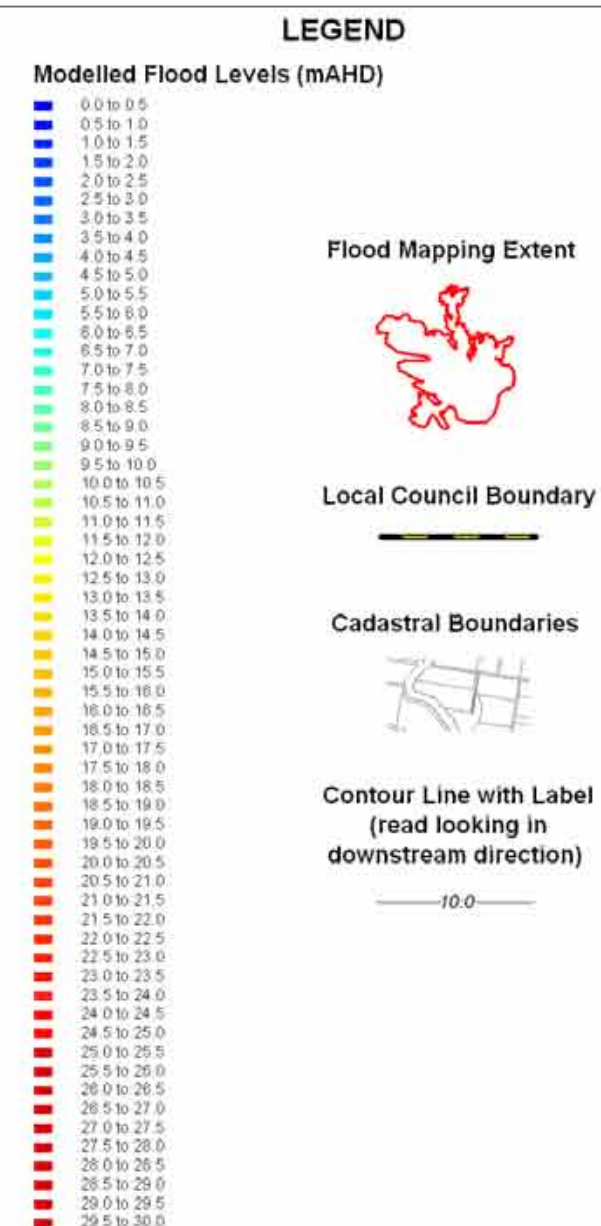 LEGEND
Modelled Flood Levels (mAHD)
0.0 to 0.5
0.5 to 1.0
1.0 to 1.5
1.5 to 2.0
2.0 to 2.5
2.5 to 3.0
3.0 to 3.5
3.5 to 4.0
4.0 to 4.5
4.5 to 5.0
5.0 to 5.5
5.5 to 6.0
6.0 to 6.5
6.5 to 7.0
7.0 to 7.5
7.5 to 8.0
8.0 to 8.5
8.5 to 9.0
9.0 to 9.5
9.5 to 10.0
10.0 to 10.5
10.5 to 11.0
11.0 to 11.5
11.5 to 12.0
12.0 to 12.5
12.5 to 13.0
13.0 to 13.5
13.5 to 14.0
14.0 to 14.5
14.5 to 15.0
15.0 to 15.5
15.5 to 16.0
16.0 to 16.5
16.5 to 17.0
17.0 to 17.5
17.5 to 18.0
18.0 to 18.5
18.5 to 19.0
19.0 to 19.5
19.5 to 20.0
20.0 to 20.5
20.5 to 21.0
21.0 to 21.5
21.5 to 22.0
22.0 to 22.5
22.5 to 23.0
23.0 to 23.5
23.5 to 24.0
24.0 to 24.5
24.5 to 25.0
25.0 to 25.5
25.5 to 26.0
26.0 to 26.5
26.5 to 27.0
27.0 to 27.5
27.5 to 28.0
28.0 to 28.5
28.5 to 29.0
29.0 to 29.5
29.5 to 30.0
Flood Mapping Extent
Local Council Boundary
Cadastral Boundaries
Contour Line with Label
(read looking in
downstream direction)
10.0